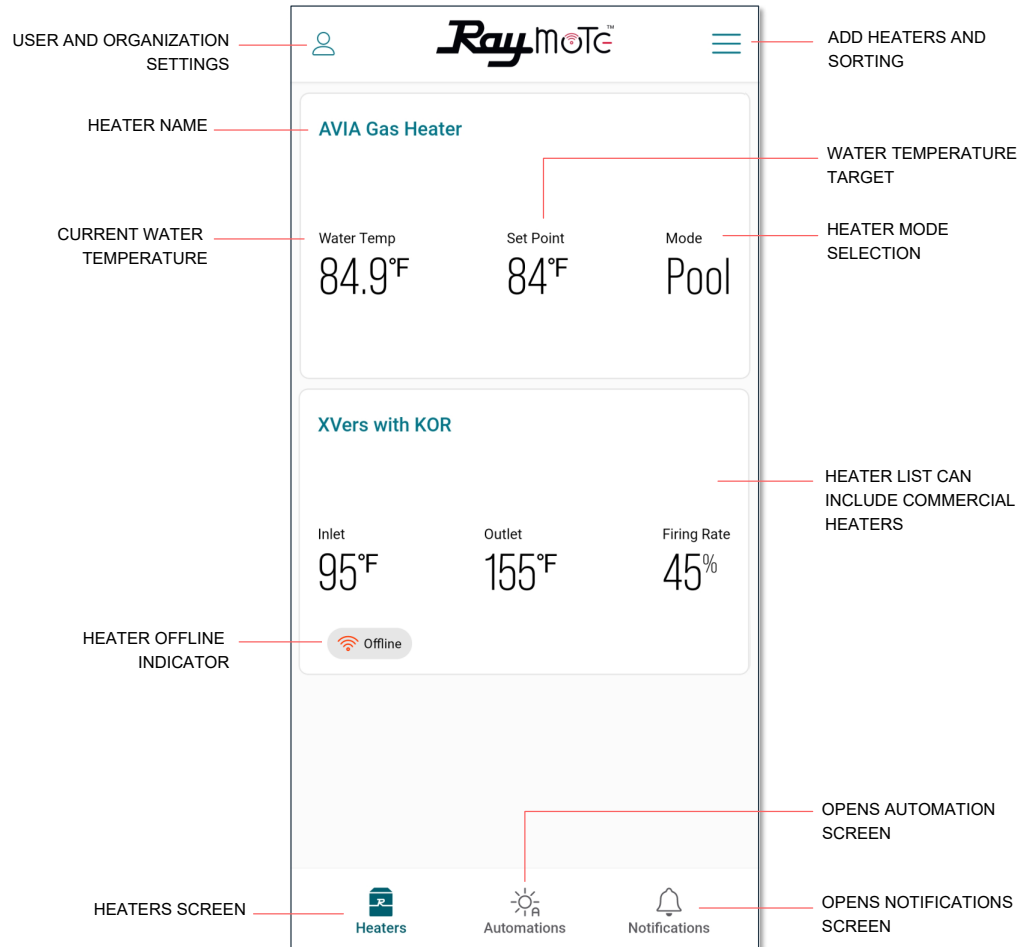 USER AND ORGANIZATION
SETTINGS
RaymoTe™
ADD HEATERS AND
SORTING
HEATER NAME
AVIA Gas Heater
WATER TEMPERATURE
TARGET
CURRENT WATER
TEMPERATURE
Water Temp
84.9°F
Set Point
84°F
Mode
Pool
HEATER MODE
SELECTION
XVers with KOR
HEATER LIST CAN
INCLUDE COMMERCIAL
HEATERS
Inlet
95°F
Outlet
155°F
Firing Rate
45%
HEATER OFFLINE
INDICATOR
Offline
OPENS AUTOMATION
SCREEN
HEATERS SCREEN
R
Heaters
A
Automations
Notifications
OPENS NOTIFICATIONS
SCREEN